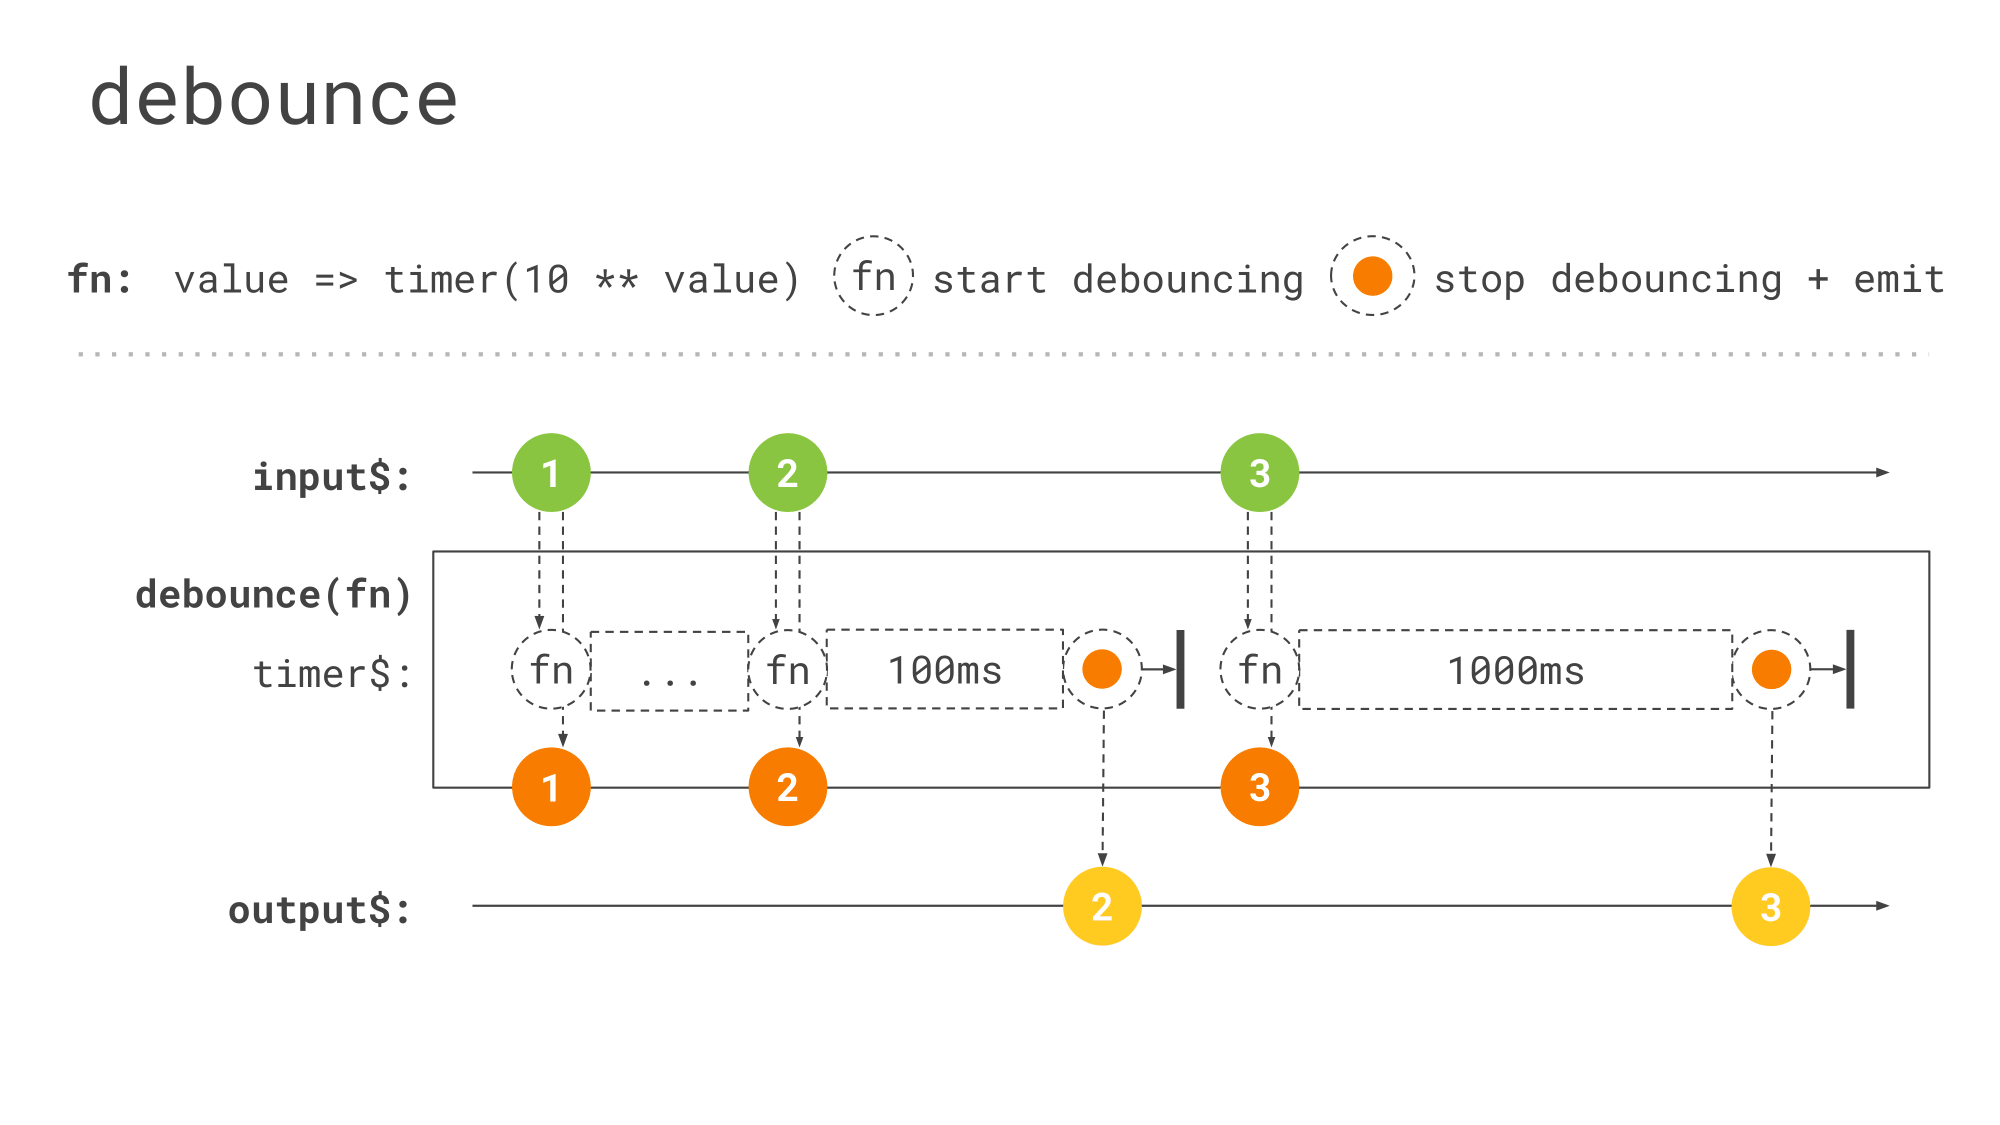 debounce
fn: value => timer(10 ** value) fn start debouncing stop debouncing + emit
input$: 1 2 3
debounce(fn)
timer$: fn ... fn 100ms fn 1000ms
1 2 3
output$: 2 3